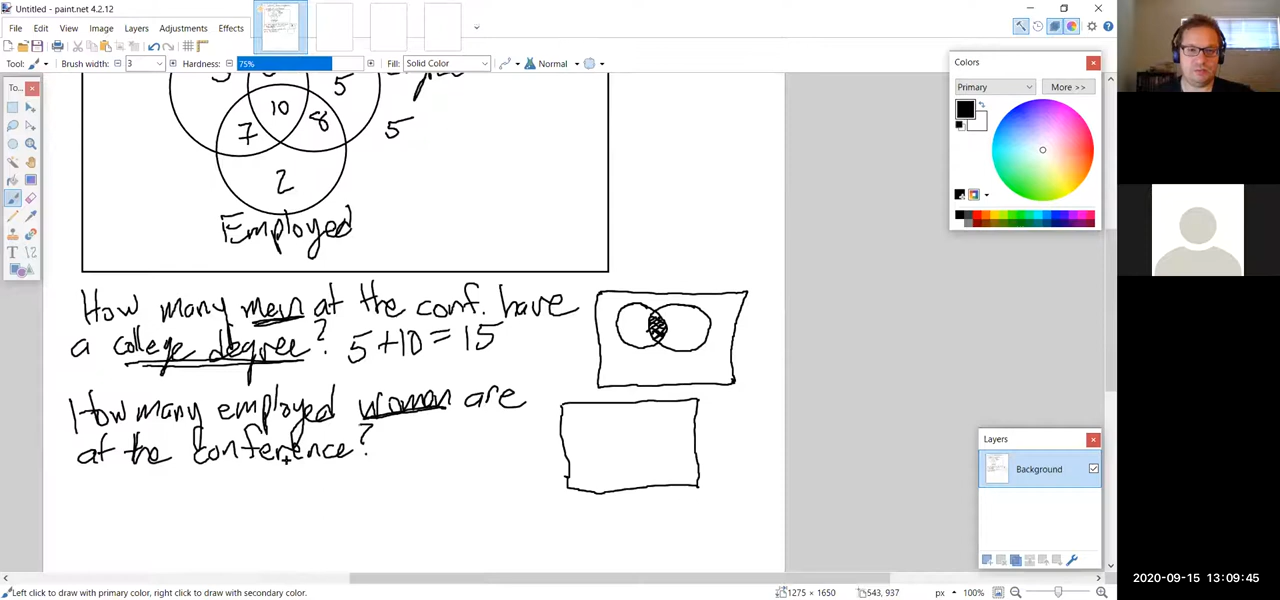 Untitled - paint.net 4.2.12
File Edit View Image Layers Adjustments Effects
Tool: Brush width: 3 Hardness: 75% Fill: Solid Color Normal
To...
5
10
7 8 5
2
Employed
How many men at the conf. have
a college degree? 5+10=15
How many employed woman are
at the conference?
Colors
Primary More >>
Layers
Background
2020-09-15 13:09:45
Left click to draw with primary color, right click to draw with secondary color. 1275 × 1650 543, 937 px 100%